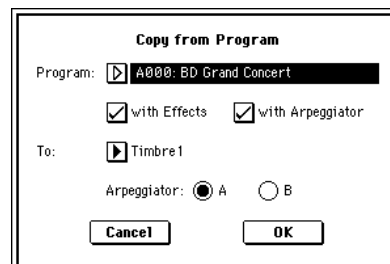 Copy from Program
Program: A000: BD Grand Concert
with Effects with Arpeggiator
To: Timbre1
Arpeggiator: A B
Cancel OK